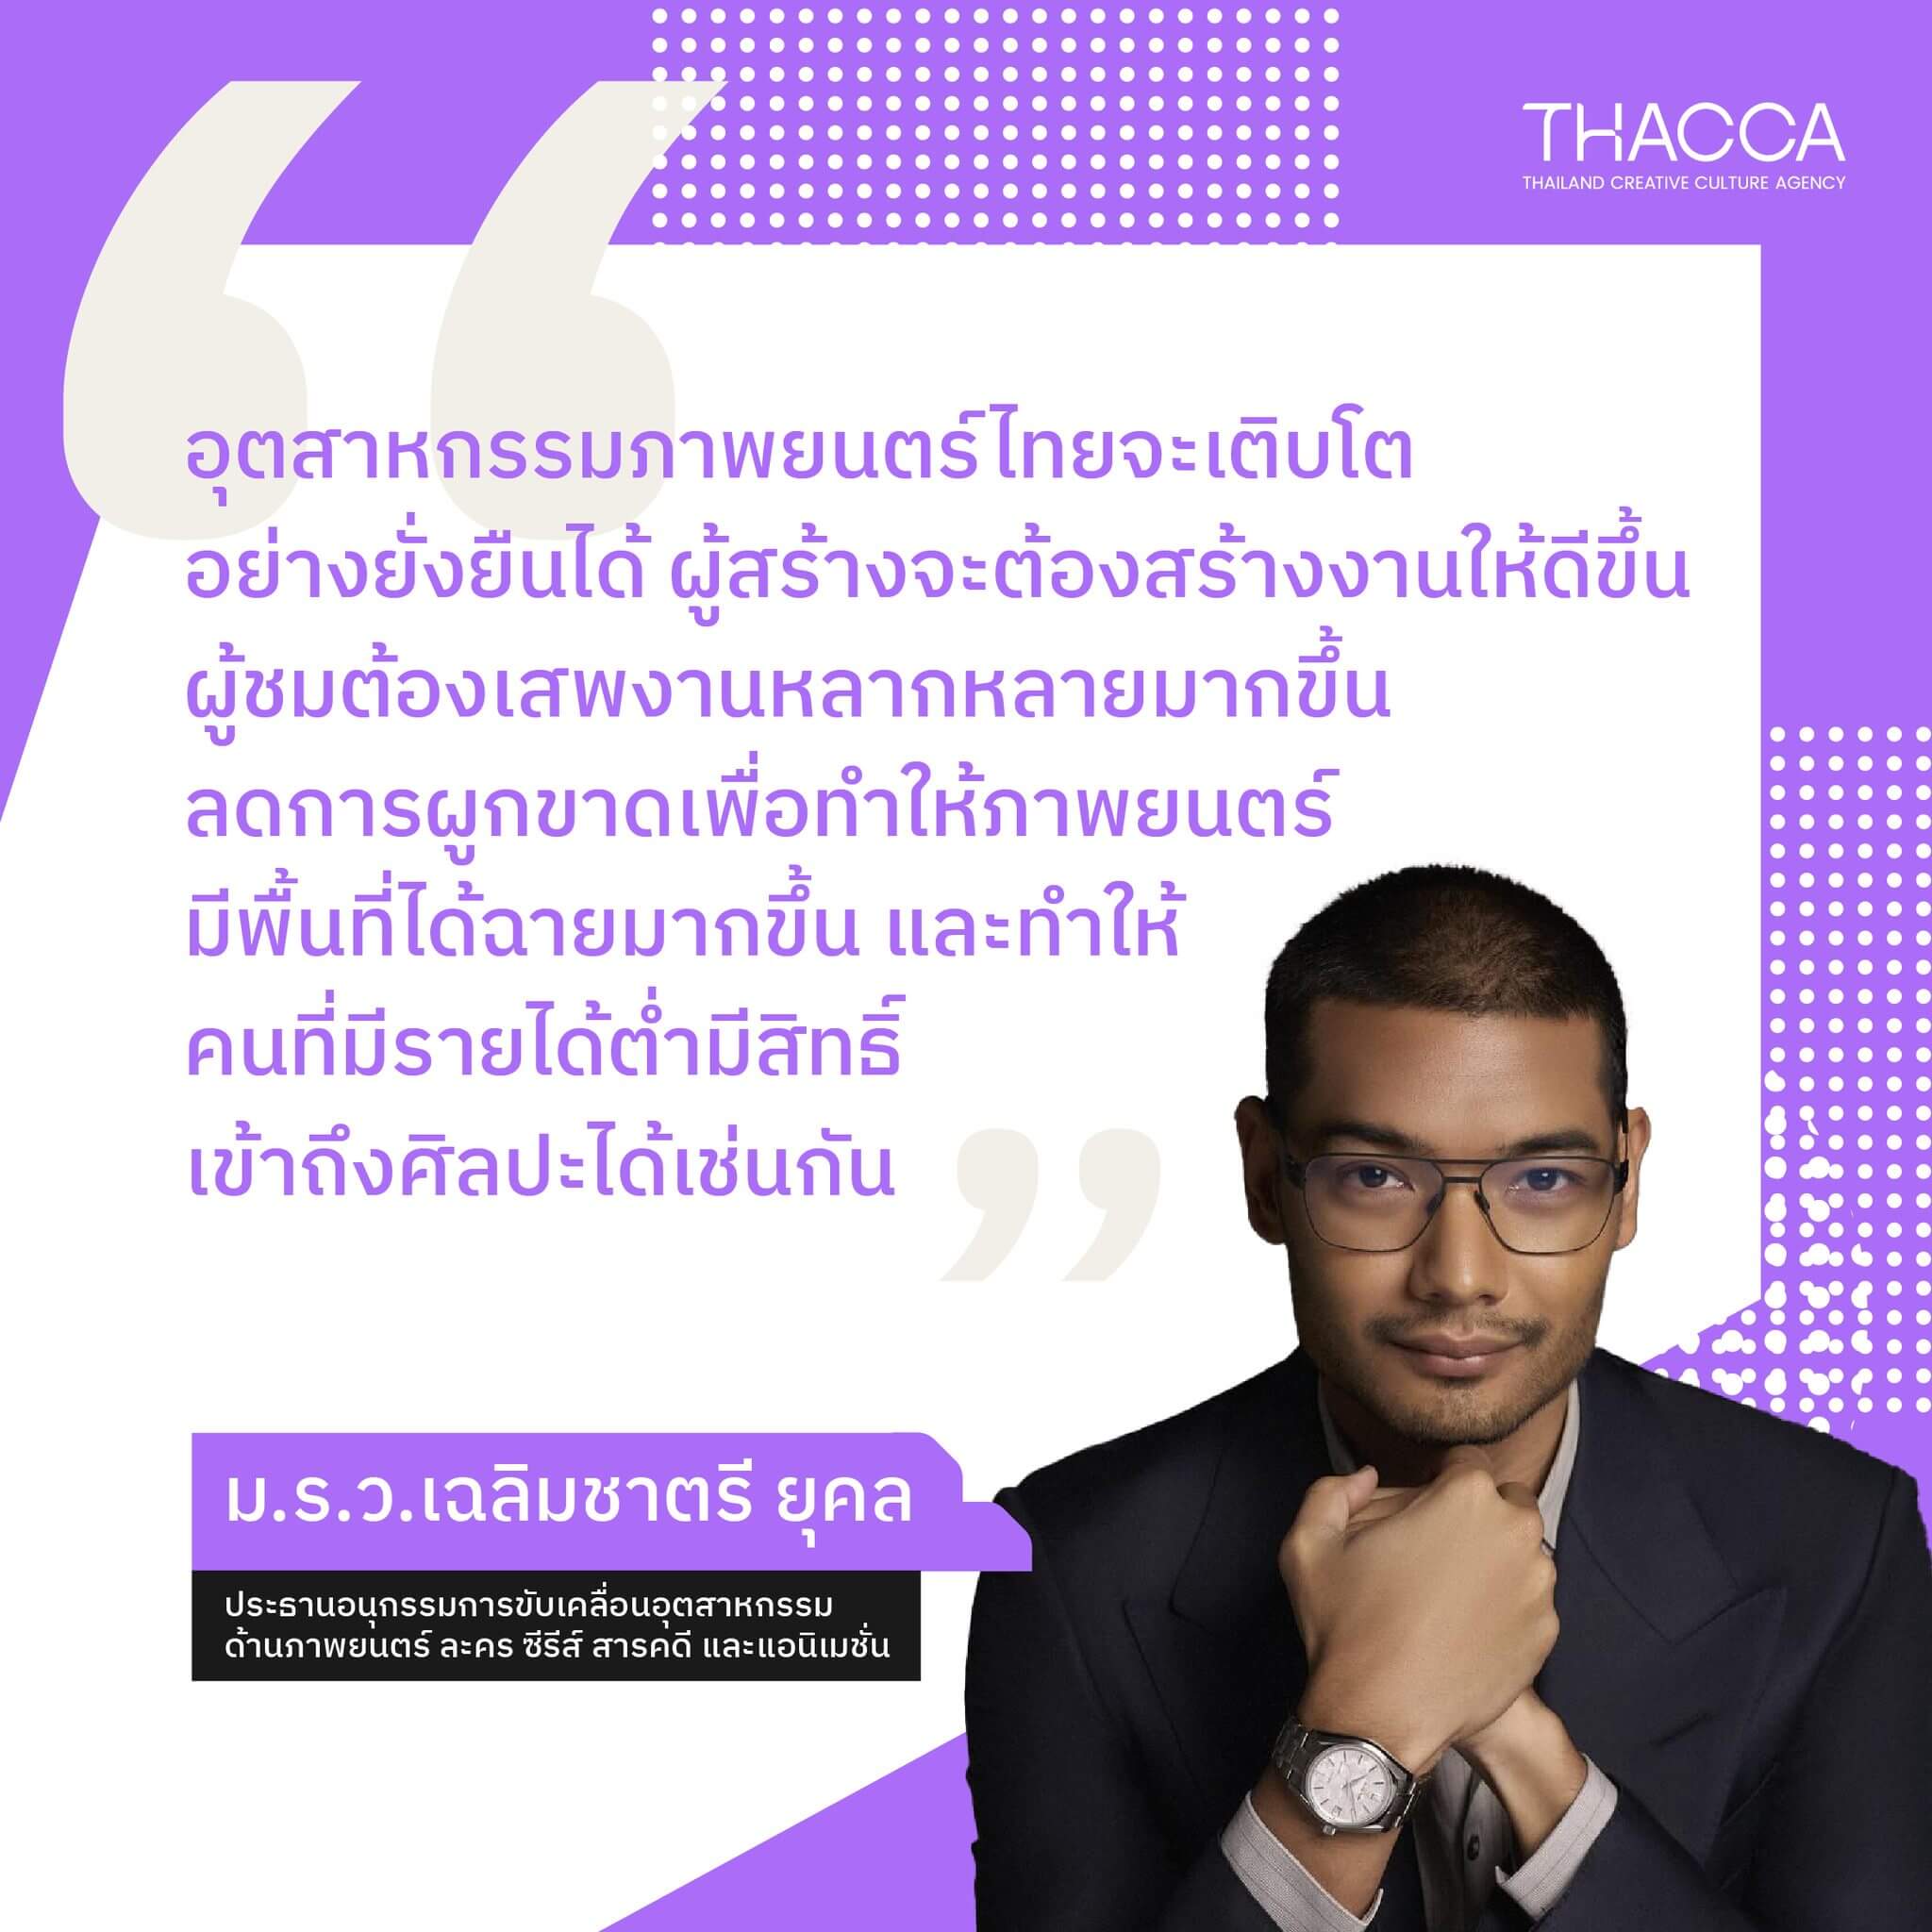 THACCA
THAILAND CREATIVE CULTURE AGENCY
อุตสาหกรรมภาพยนตร์ไทยจะเติบโต
อย่างยั่งยืนได้ ผู้สร้างจะต้องสร้างงานให้ดีขึ้น
ผู้ชมต้องเสพงานหลากหลายมากขึ้น
ลดการผูกขาดเพื่อทำให้ภาพยนตร์
มีพื้นที่ได้ฉายมากขึ้น และทำให้
คนที่มีรายได้ต่ำมีสิทธิ์
เข้าถึงศิลปะได้เช่นกัน
ม.ร.ว.เฉลิมชาตรี ยุคล
ประธานอนุกรรมการขับเคลื่อนอุตสาหกรรม
ด้านภาพยนตร์ ละคร ซีรีส์ สารคดี และแอนิเมชั่น